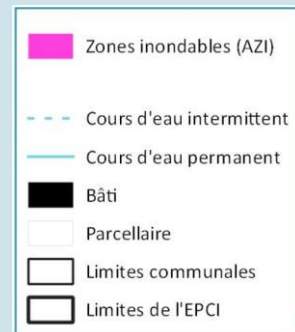 Zones inondables (AZI)
Cours d'eau intermittent
Cours d'eau permanent
Bâti
Parcellaire
Limites communales
Limites de l'EPCI